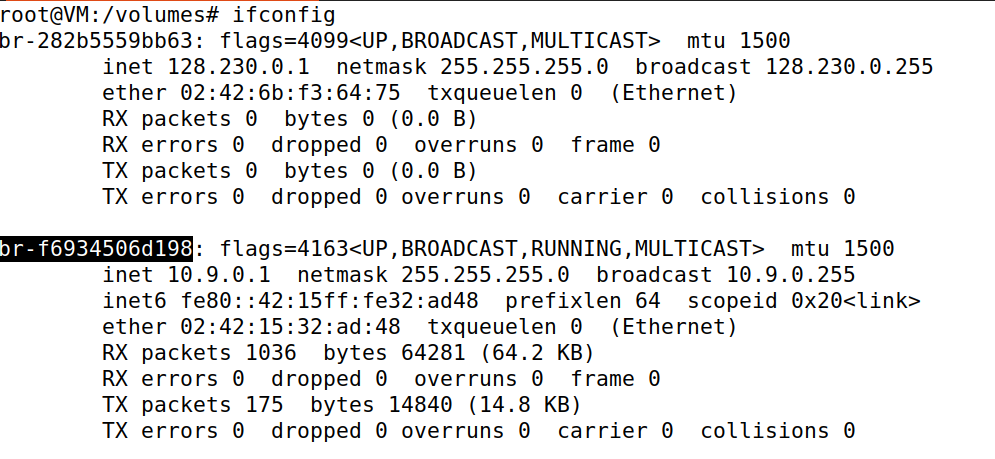 root@VM:/volumes# ifconfig
br-282b5559bb63: flags=4099<UP,BROADCAST,MULTICAST>  mtu 1500
        inet 128.230.0.1  netmask 255.255.255.0  broadcast 128.230.0.255
        ether 02:42:6b:f3:64:75  txqueuelen 0  (Ethernet)
        RX packets 0  bytes 0 (0.0 B)
        RX errors 0  dropped 0  overruns 0  frame 0
        TX packets 0  bytes 0 (0.0 B)
        TX errors 0  dropped 0 overruns 0  carrier 0  collisions 0

br-f6934506d198: flags=4163<UP,BROADCAST,RUNNING,MULTICAST>  mtu 1500
        inet 10.9.0.1  netmask 255.255.255.0  broadcast 10.9.0.255
        inet6 fe80::42:15ff:fe32:ad48  prefixlen 64  scopeid 0x20<link>
        ether 02:42:15:32:ad:48  txqueuelen 0  (Ethernet)
        RX packets 1036  bytes 64281 (64.2 KB)
        RX errors 0  dropped 0  overruns 0  frame 0
        TX packets 175  bytes 14840 (14.8 KB)
        TX errors 0  dropped 0 overruns 0  carrier 0  collisions 0